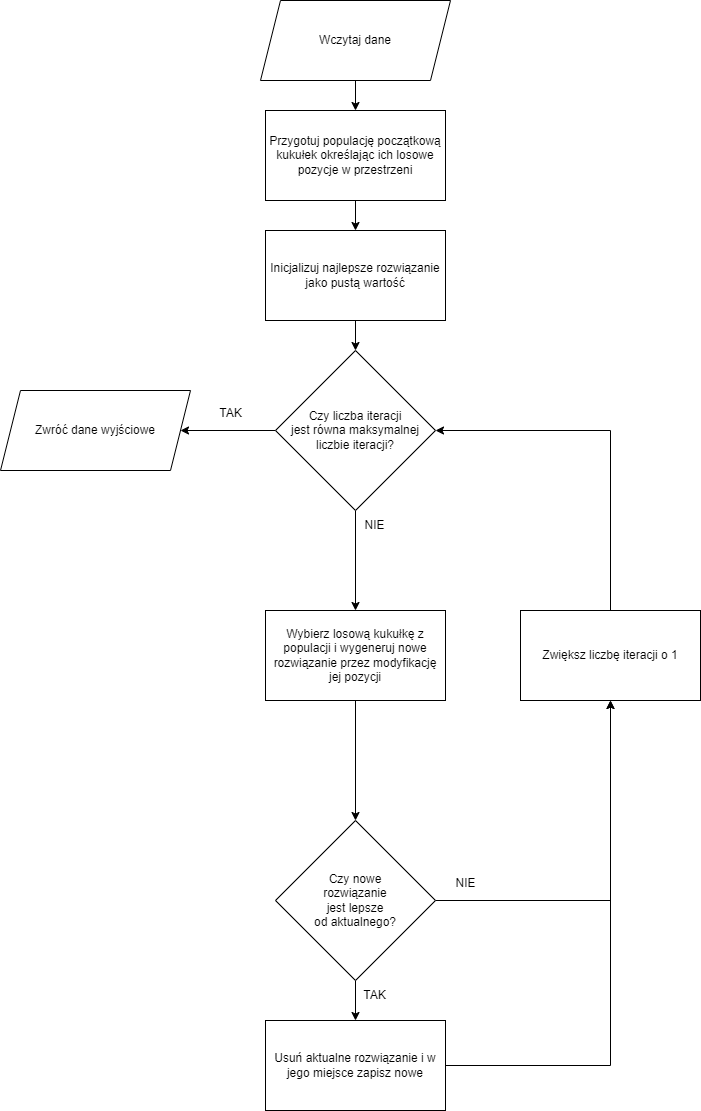 Wczytaj dane
Przygotuj populację początkową
kukułek określając ich losowe
pozycje w przestrzeni
Inicjalizuj najlepsze rozwiązanie
jako pustą wartość
Czy liczba iteracji
jest równa maksymalnej
liczbie iteracji?
TAK
Zwróć dane wyjściowe
NIE
Wybierz losową kukułkę z
populacji i wygeneruj nowe
rozwiązanie przez modyfikację
jej pozycji
Zwiększ liczbę iteracji o 1
Czy nowe
rozwiązanie
jest lepsze
od aktualnego?
NIE
TAK
Usuń aktualne rozwiązanie i w
jego miejsce zapisz nowe